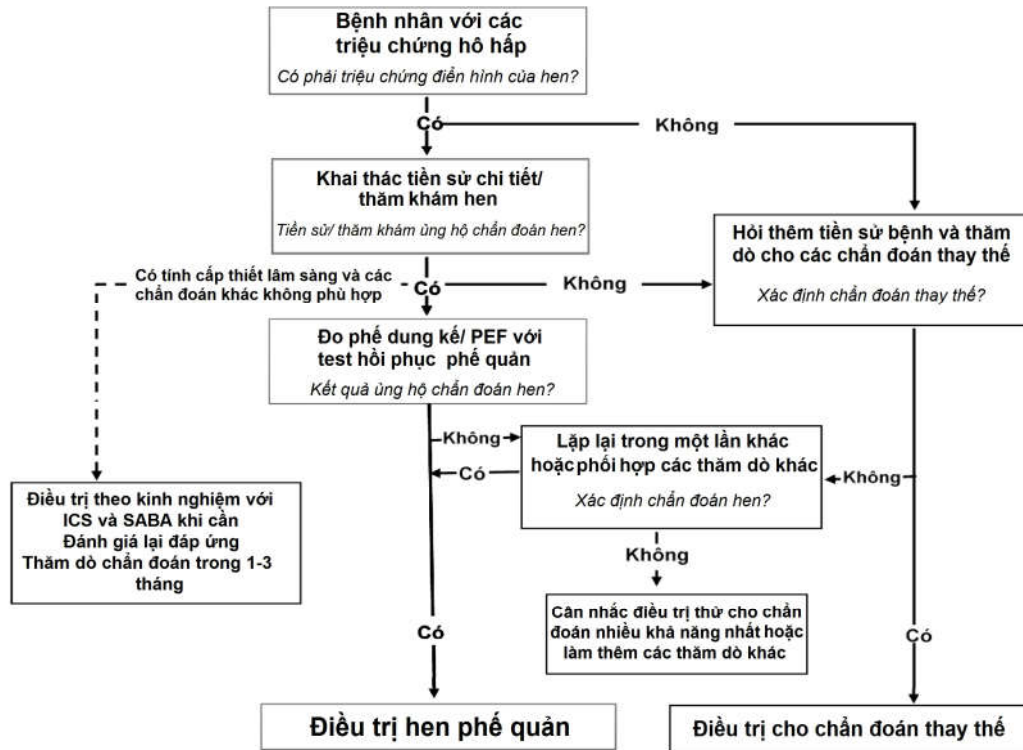 Bệnh nhân với các
triệu chứng hô hấp
Có phải triệu chứng điển hình của hen?
Có
Không
Khai thác tiền sử chi tiết/
thăm khám hen
Tiền sử/ thăm khám ủng hộ chẩn đoán hen?
Hỏi thêm tiền sử bệnh và thăm
dò cho các chẩn đoán thay thế
Xác định chẩn đoán thay thế?
Có tính cấp thiết lâm sàng và các
chẩn đoán khác không phù hợp
Có
Không
Đo phế dung kế/ PEF với
test hồi phục phế quản
Kết quả ủng hộ chẩn đoán hen?
Không
Có
Lặp lại trong một lần khác
hoặc phối hợp các thăm dò khác
Xác định chẩn đoán hen?
Không
Điều trị theo kinh nghiệm với
ICS và SABA khi cần
Đánh giá lại đáp ứng
Thăm dò chẩn đoán trong 1-3
tháng
Không
Cân nhắc điều trị thử cho chẩn
đoán nhiều khả năng nhất hoặc
làm thêm các thăm dò khác
Có
Có
Điều trị hen phế quản
Điều trị cho chẩn đoán thay thế